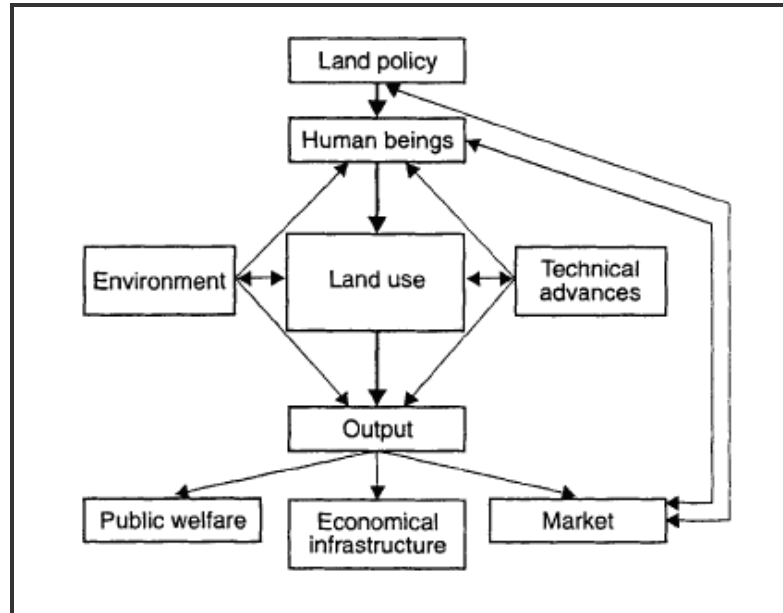 Land policy
Human beings
Environment
Land use
Technical
advances
Output
Public welfare
Economical
infrastructure
Market